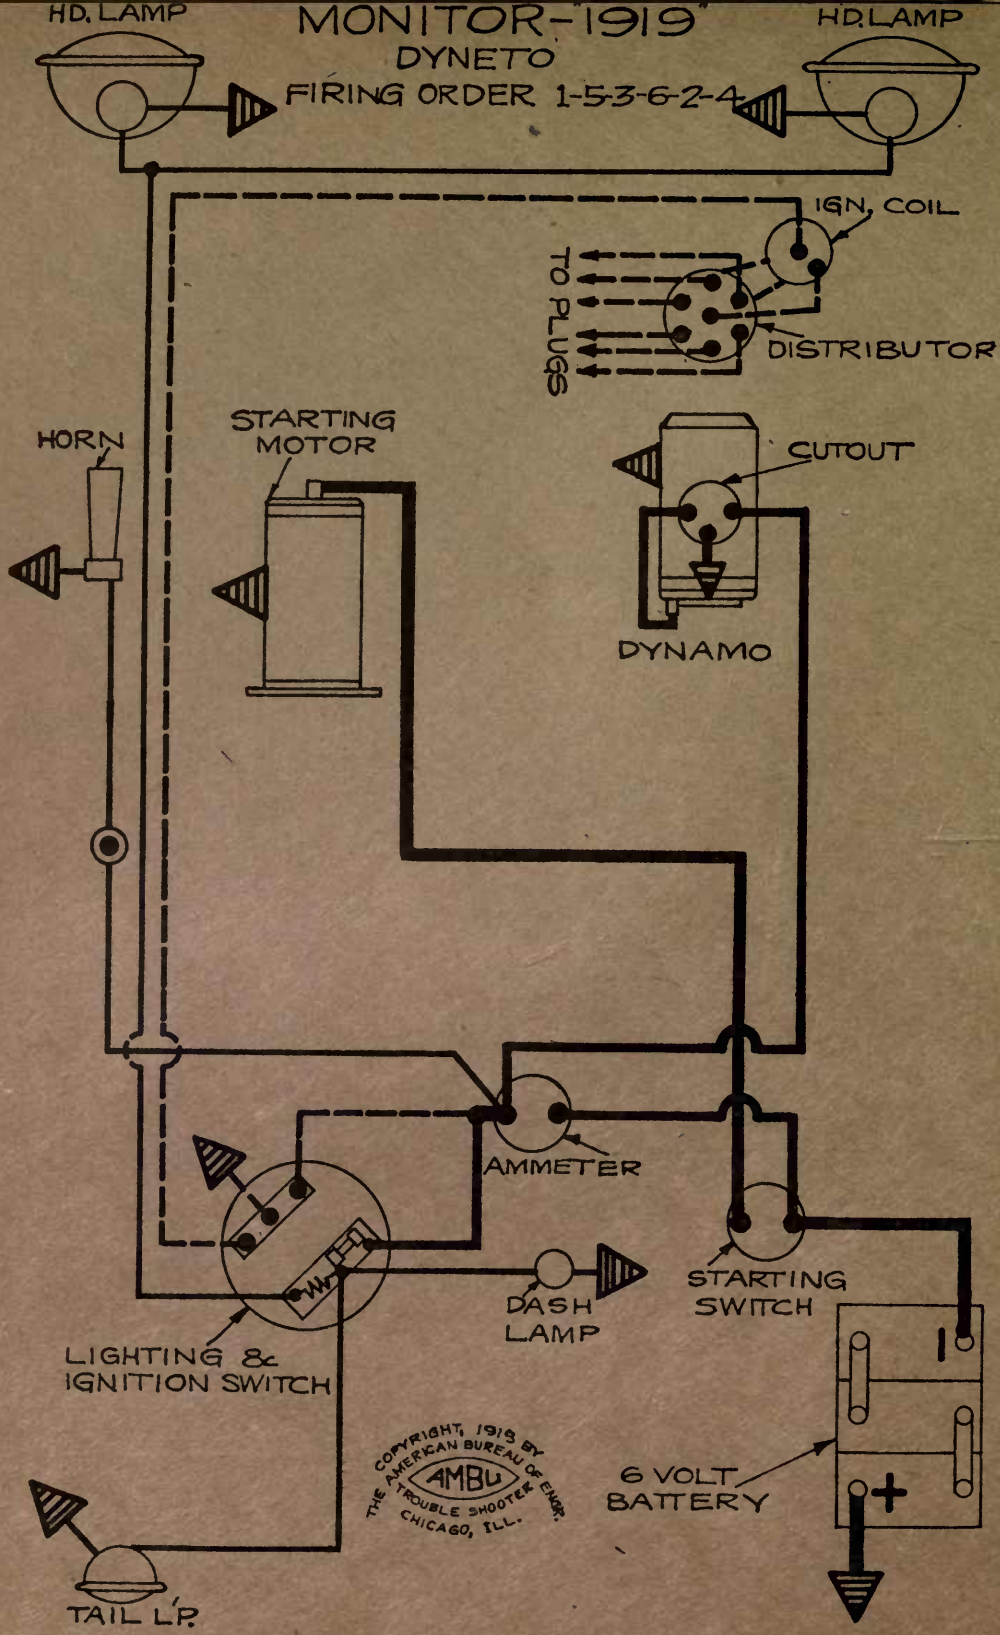 HD. LAMP
MONITOR-"1919"
HD. LAMP
DYNETO
FIRING ORDER 1-5-3-6-2-4
IGN. COIL
TO PLUGS
DISTRIBUTOR
HORN
STARTING
MOTOR
CUTOUT
DYNAMO
AMMETER
STARTING
SWITCH
DASH
LAMP
LIGHTING &
IGNITION SWITCH
COPYRIGHT, 1918 BY
THE AMERICAN BUREAU OF ENGR.
AMBU
TROUBLE SHOOTER
CHICAGO, ILL.
6 VOLT
BATTERY
−
+
TAIL L'P.